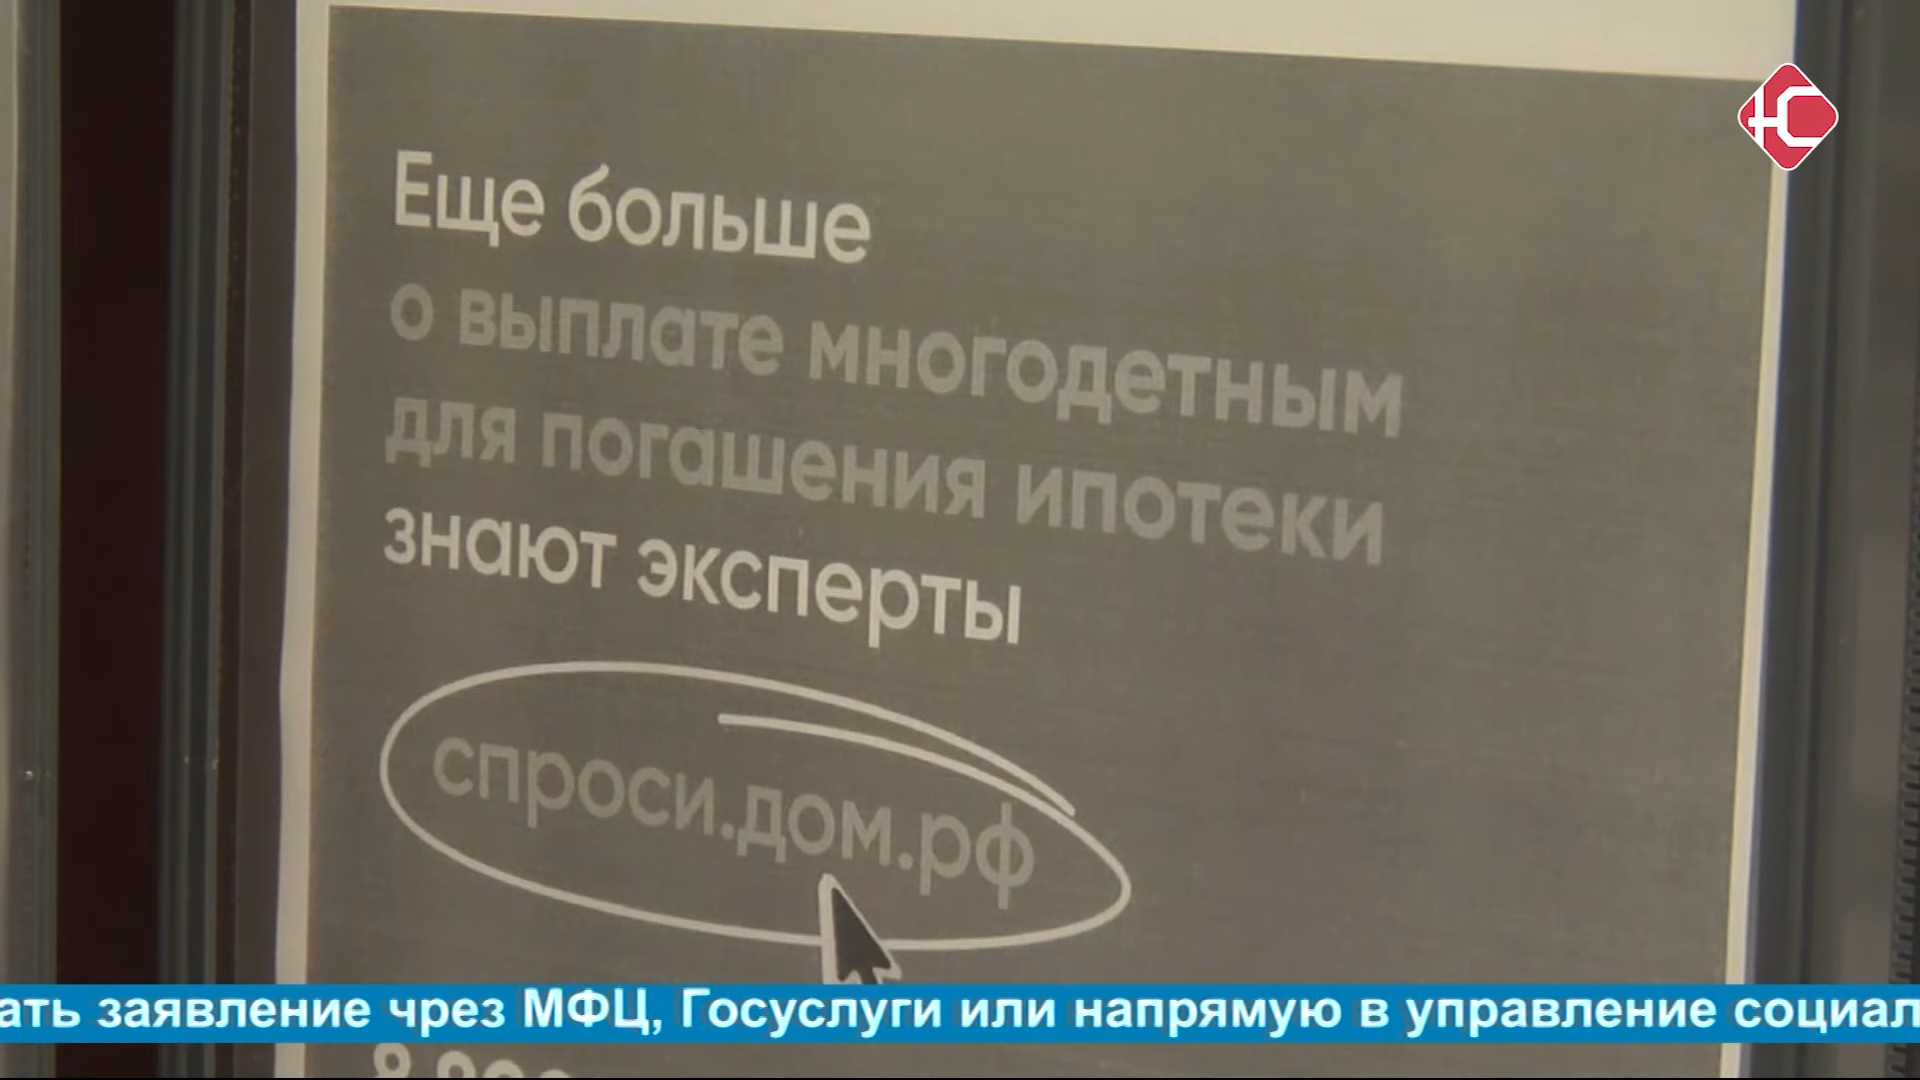 Еще больше
о выплате многодетным
для погашения ипотеки
знают эксперты
спроси.дом.рф
ать заявление чрез МФЦ, Госуслуги или напрямую в управление социал